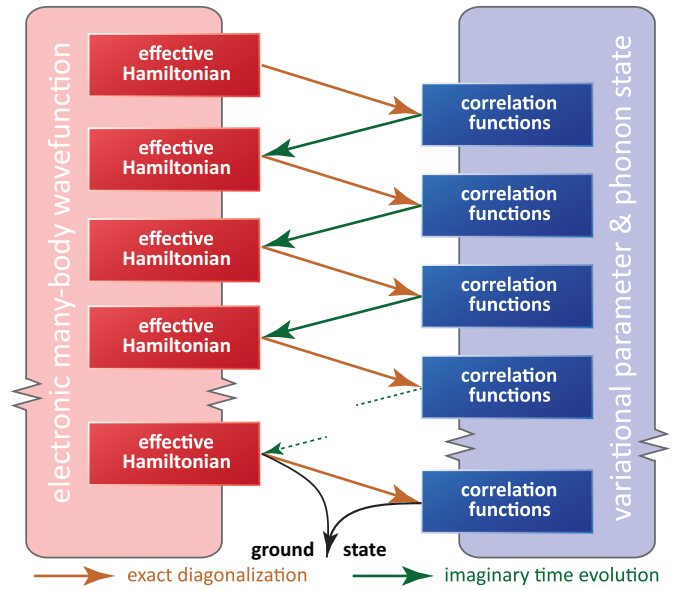 electronic many-body wavefunction
effective
Hamiltonian
effective
Hamiltonian
effective
Hamiltonian
effective
Hamiltonian
effective
Hamiltonian
correlation
functions
correlation
functions
correlation
functions
correlation
functions
correlation
functions
variational parameter & phonon state
ground state
exact diagonalization
imaginary time evolution